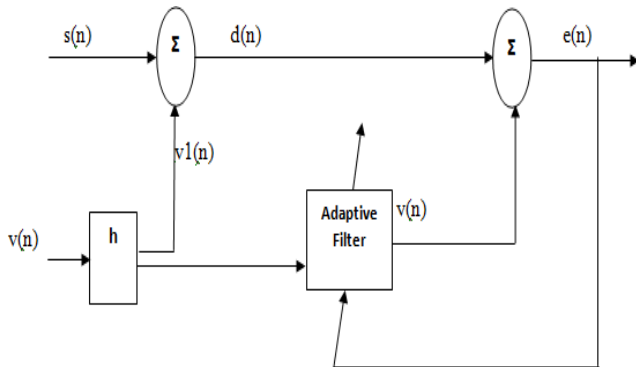 s(n)
Σ
d(n)
Σ
e(n)
v1(n)
v(n)
h
Adaptive
Filter
v(n)